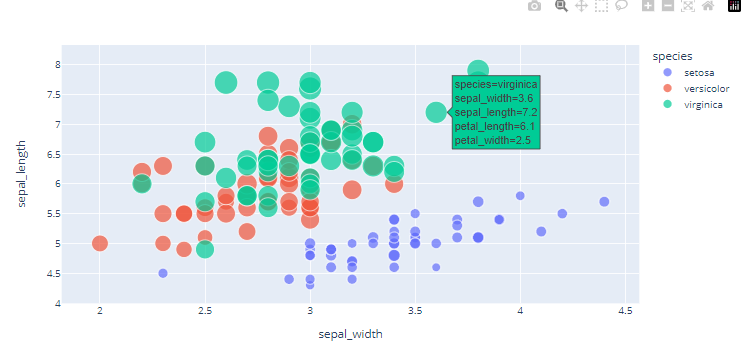 species
setosa
versicolor
virginica
species=virginica
sepal_width=3.6
sepal_length=7.2
petal_length=6.1
petal_width=2.5
sepal_length
8
7.5
7
6.5
6
5.5
5
4.5
4
2
2.5
3
3.5
4
4.5
sepal_width